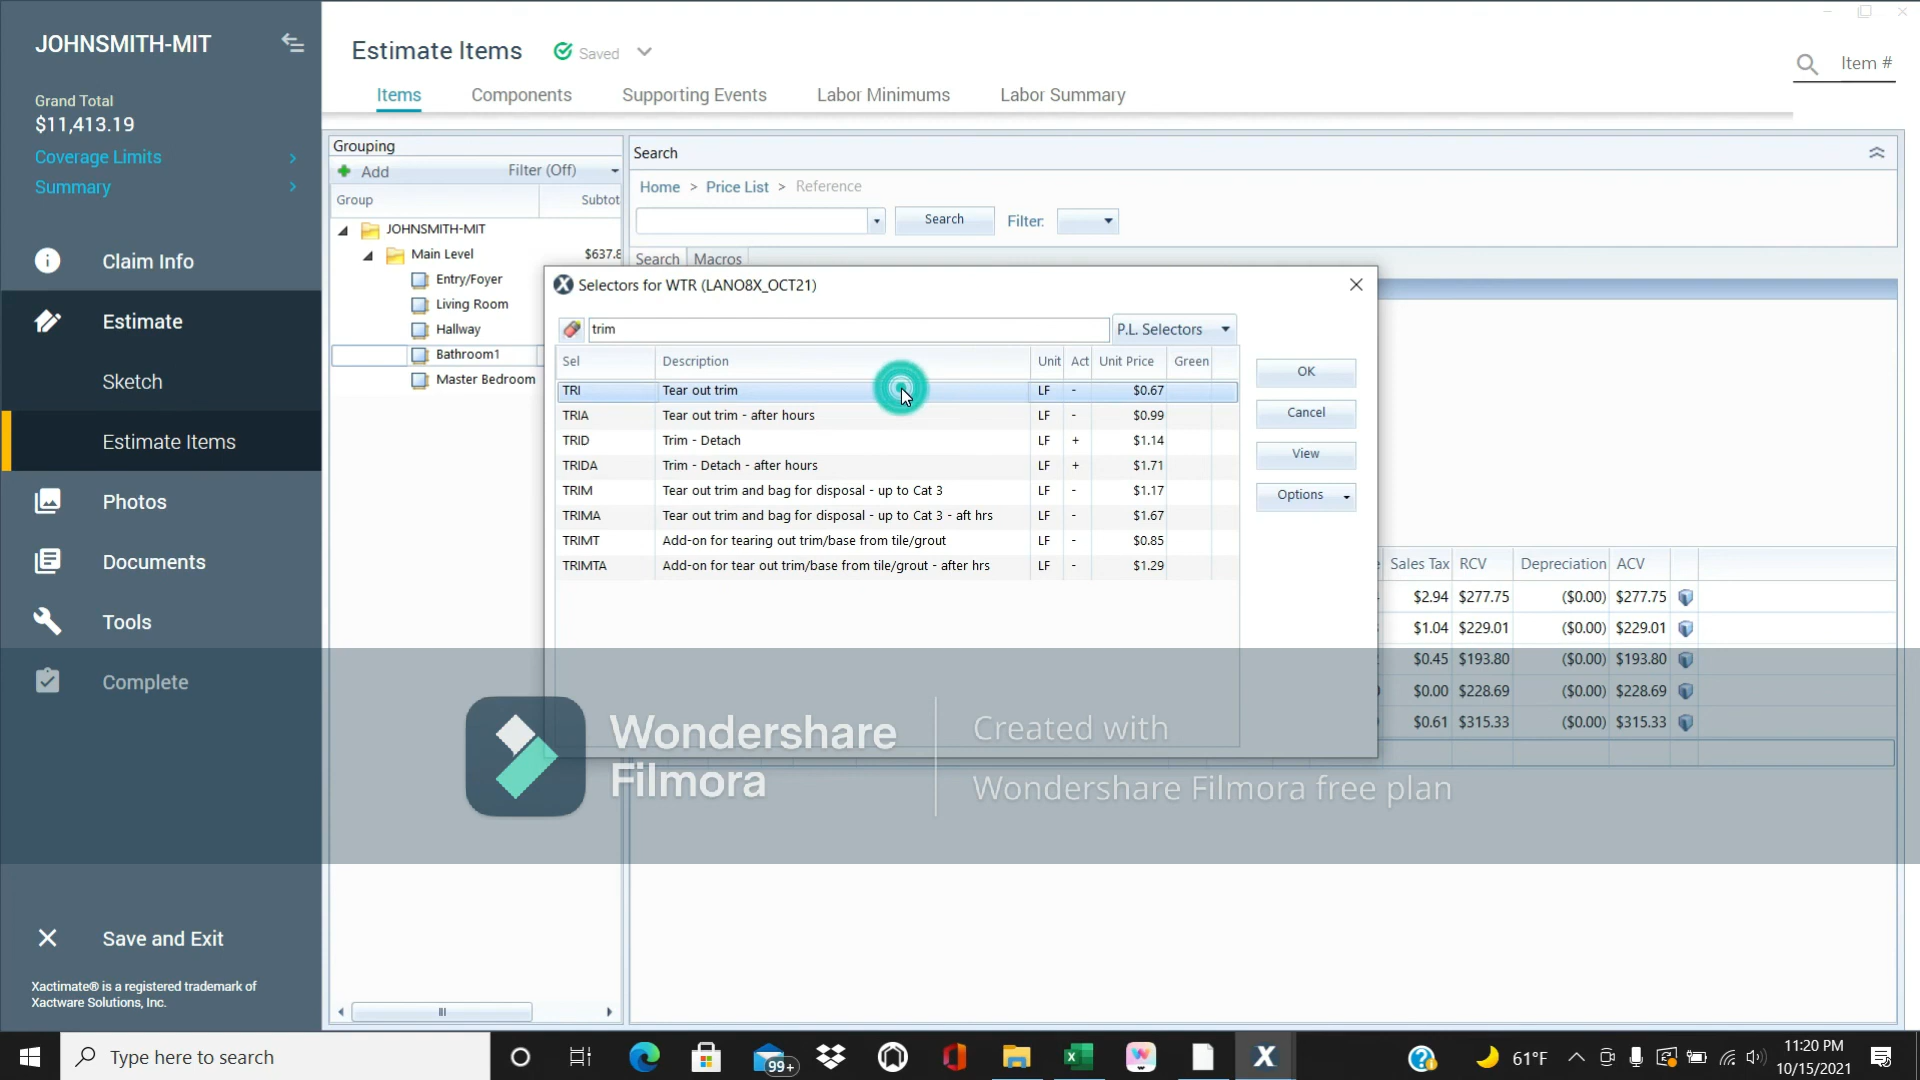 JOHNSMITH-MIT
Grand Total
$11,413.19
Coverage Limits
Summary
Claim Info
Estimate
Sketch
Estimate Items
Photos
Documents
Tools
Complete
Save and Exit
Xactimate® is a registered trademark of
Xactware Solutions, Inc.
Estimate Items Saved
Item #
Items Components Supporting Events Labor Minimums Labor Summary
Grouping
Add Filter (Off)
Group Subtot
JOHNSMITH-MIT
Main Level $637.8
Entry/Foyer
Living Room
Hallway
Bathroom1
Master Bedroom
Search
Home > Price List > Reference
Search Filter:
Search Macros
Selectors for WTR (LANO8X_OCT21)
trim P.L. Selectors
Sel Description Unit Act Unit Price Green
TRI Tear out trim LF - $0.67
TRIA Tear out trim - after hours LF - $0.99
TRID Trim - Detach LF + $1.14
TRIDA Trim - Detach - after hours LF + $1.71
TRIM Tear out trim and bag for disposal - up to Cat 3 LF - $1.17
TRIMA Tear out trim and bag for disposal - up to Cat 3 - aft hrs LF - $1.67
TRIMT Add-on for tearing out trim/base from tile/grout LF - $0.85
TRIMTA Add-on for tear out trim/base from tile/grout - after hrs LF - $1.29
OK
Cancel
View
Options
Sales Tax RCV Depreciation ACV
$2.94 $277.75 ($0.00) $277.75
$1.04 $229.01 ($0.00) $229.01
$0.45 $193.80 ($0.00) $193.80
$0.00 $228.69 ($0.00) $228.69
$0.61 $315.33 ($0.00) $315.33
Wondershare
Filmora
Created with
Wondershare Filmora free plan
Type here to search
99+
61°F
11:20 PM
10/15/2021